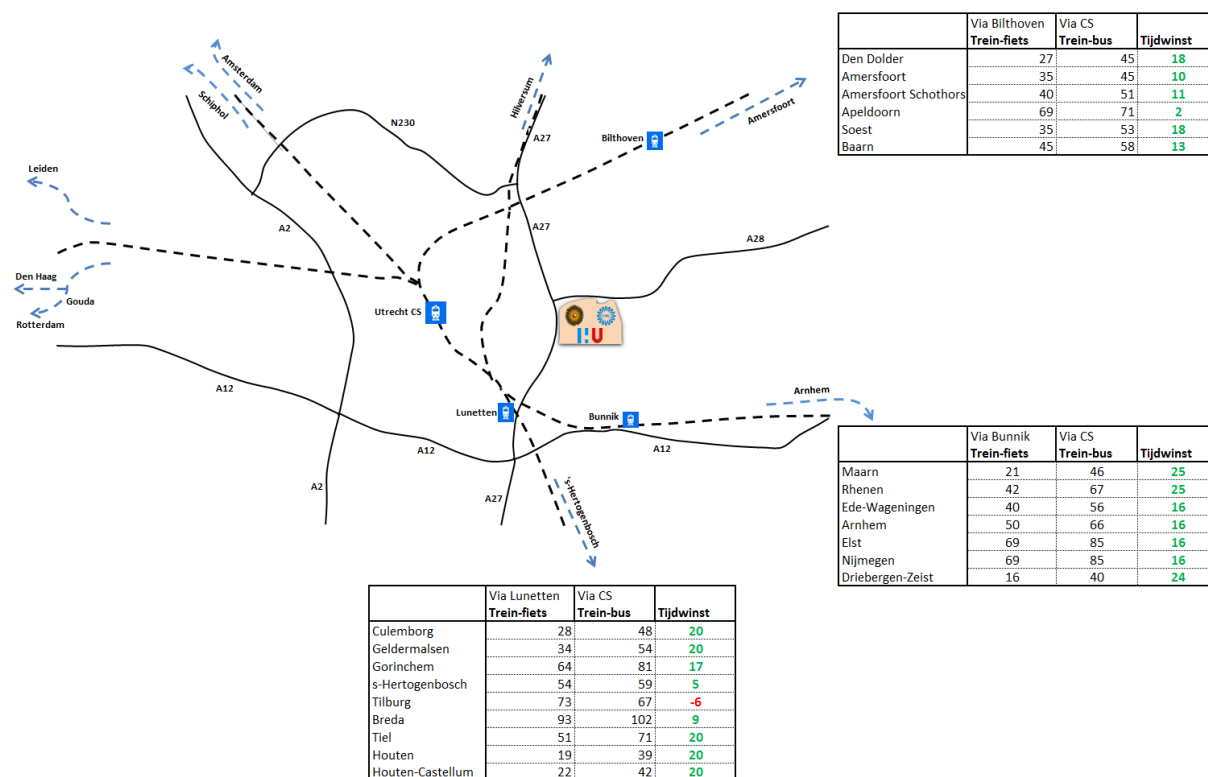 Via Bilthoven Via CS
Trein-fiets Trein-bus Tijdwinst
Den Dolder 27 45 18
Amersfoort 35 45 10
Amersfoort Schothors 40 51 11
Apeldoorn 69 71 2
Soest 35 53 18
Baarn 45 58 13
Amsterdam
Schiphol
Hilversum
Amersfoort
N230
A27
Bilthoven
Leiden
A2
A27
A28
Den Haag
Gouda
Rotterdam
Utrecht CS
HU
A12
Arnhem
Lunetten
Bunnik
A12
A12
A2
A27
's-Hertogenbosch
Via Bunnik Via CS
Trein-fiets Trein-bus Tijdwinst
Maarn 21 46 25
Rhenen 42 67 25
Ede-Wageningen 40 56 16
Arnhem 50 66 16
Elst 69 85 16
Nijmegen 69 85 16
Driebergen-Zeist 16 40 24
Via Lunetten Via CS
Trein-fiets Trein-bus Tijdwinst
Culemborg 28 48 20
Geldermalsen 34 54 20
Gorinchem 64 81 17
s-Hertogenbosch 54 59 5
Tilburg 73 67 -6
Breda 93 102 9
Tiel 51 71 20
Houten 19 39 20
Houten-Castellum 22 42 20